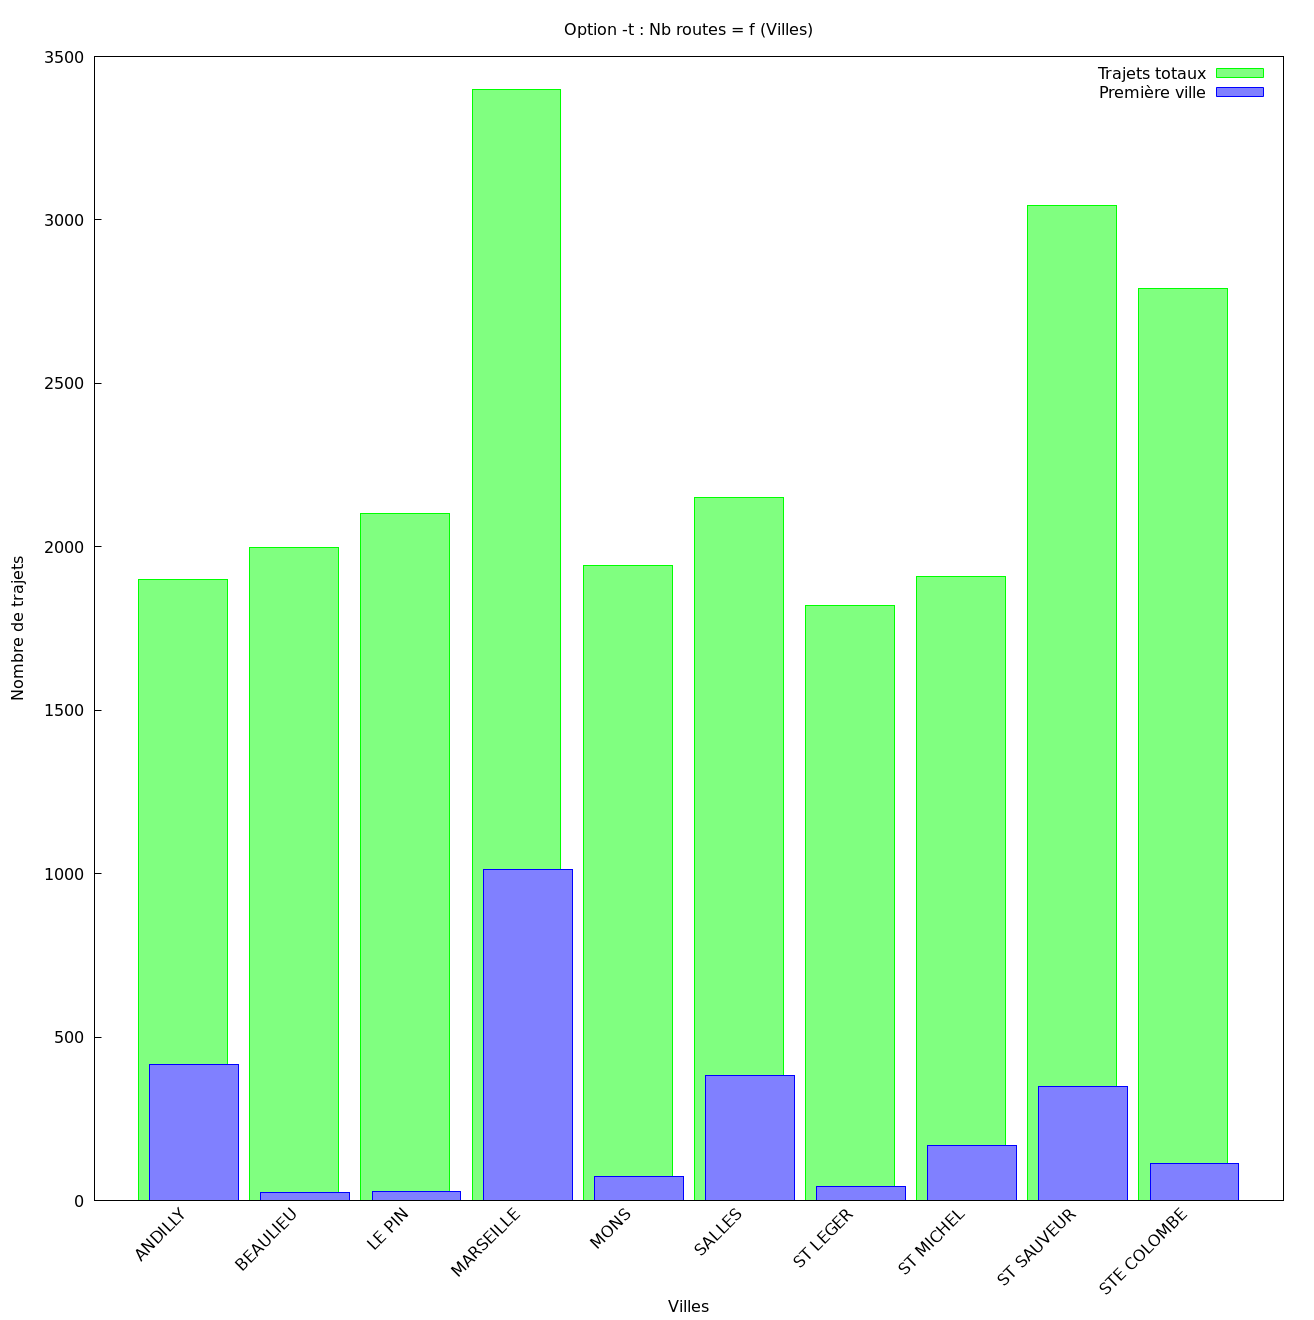 Option -t : Nb routes = f (Villes)
3500
3000
2500
2000
1500
1000
500
0
Nombre de trajets
Trajets totaux
Première ville
ANDILLY
BEAULIEU
LE PIN
MARSEILLE
MONS
SALLES
ST LEGER
ST MICHEL
ST SAUVEUR
STE COLOMBE
Villes